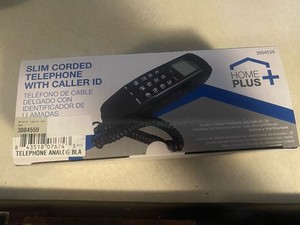 SLIM CORDED
TELEPHONE
WITH CALLER ID
TELÉFONO DE CABLE
DELGADO CON
IDENTIFICADOR DE
LLAMADAS
3004559
HOME
PLUS
3004559
TELEPHONE ANALOG BLA